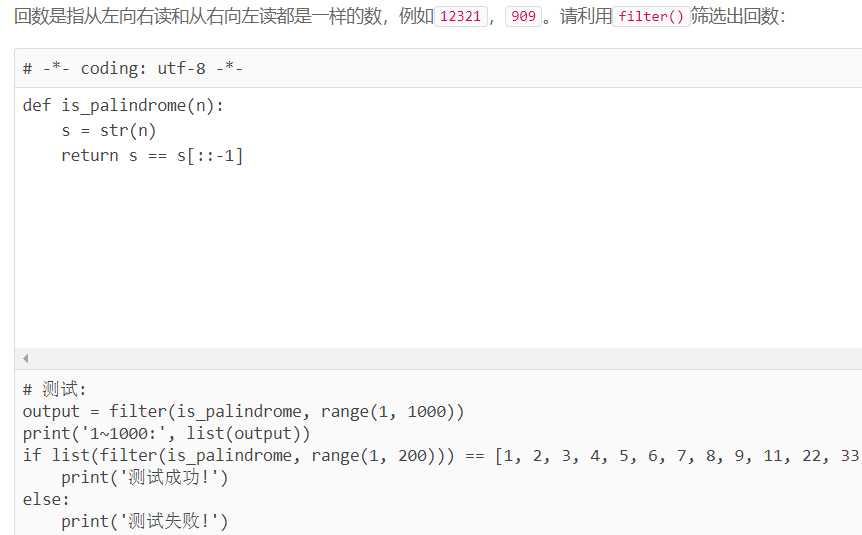 回数是指从左向右读和从右向左读都是一样的数，例如12321，909。请利用filter()筛选出回数：
# -*- coding: utf-8 -*-
def is_palindrome(n):
    s = str(n)
    return s == s[::-1]
# 测试:
output = filter(is_palindrome, range(1, 1000))
print('1~1000:', list(output))
if list(filter(is_palindrome, range(1, 200))) == [1, 2, 3, 4, 5, 6, 7, 8, 9, 11, 22, 33,
    print('测试成功!')
else:
    print('测试失败!')